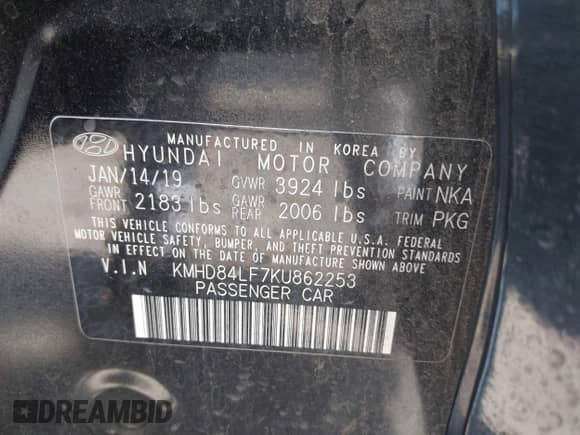 MANUFACTURED IN KOREA BY
HYUNDAI MOTOR COMPANY
JAN/14/19 GVWR 3924 lbs PAINT NKA
GAWR FRONT 2183 lbs GAWR REAR 2006 lbs TRIM PKG
THIS VEHICLE CONFORMS TO ALL APPLICABLE U.S.A. FEDERAL
MOTOR VEHICLE SAFETY, BUMPER, AND THEFT PREVENTION STANDARDS
IN EFFECT ON THE DATE OF MANUFACTURE SHOWN ABOVE.
V.I.N KMHD84LF7KU862253
PASSENGER CAR
DREAMBID